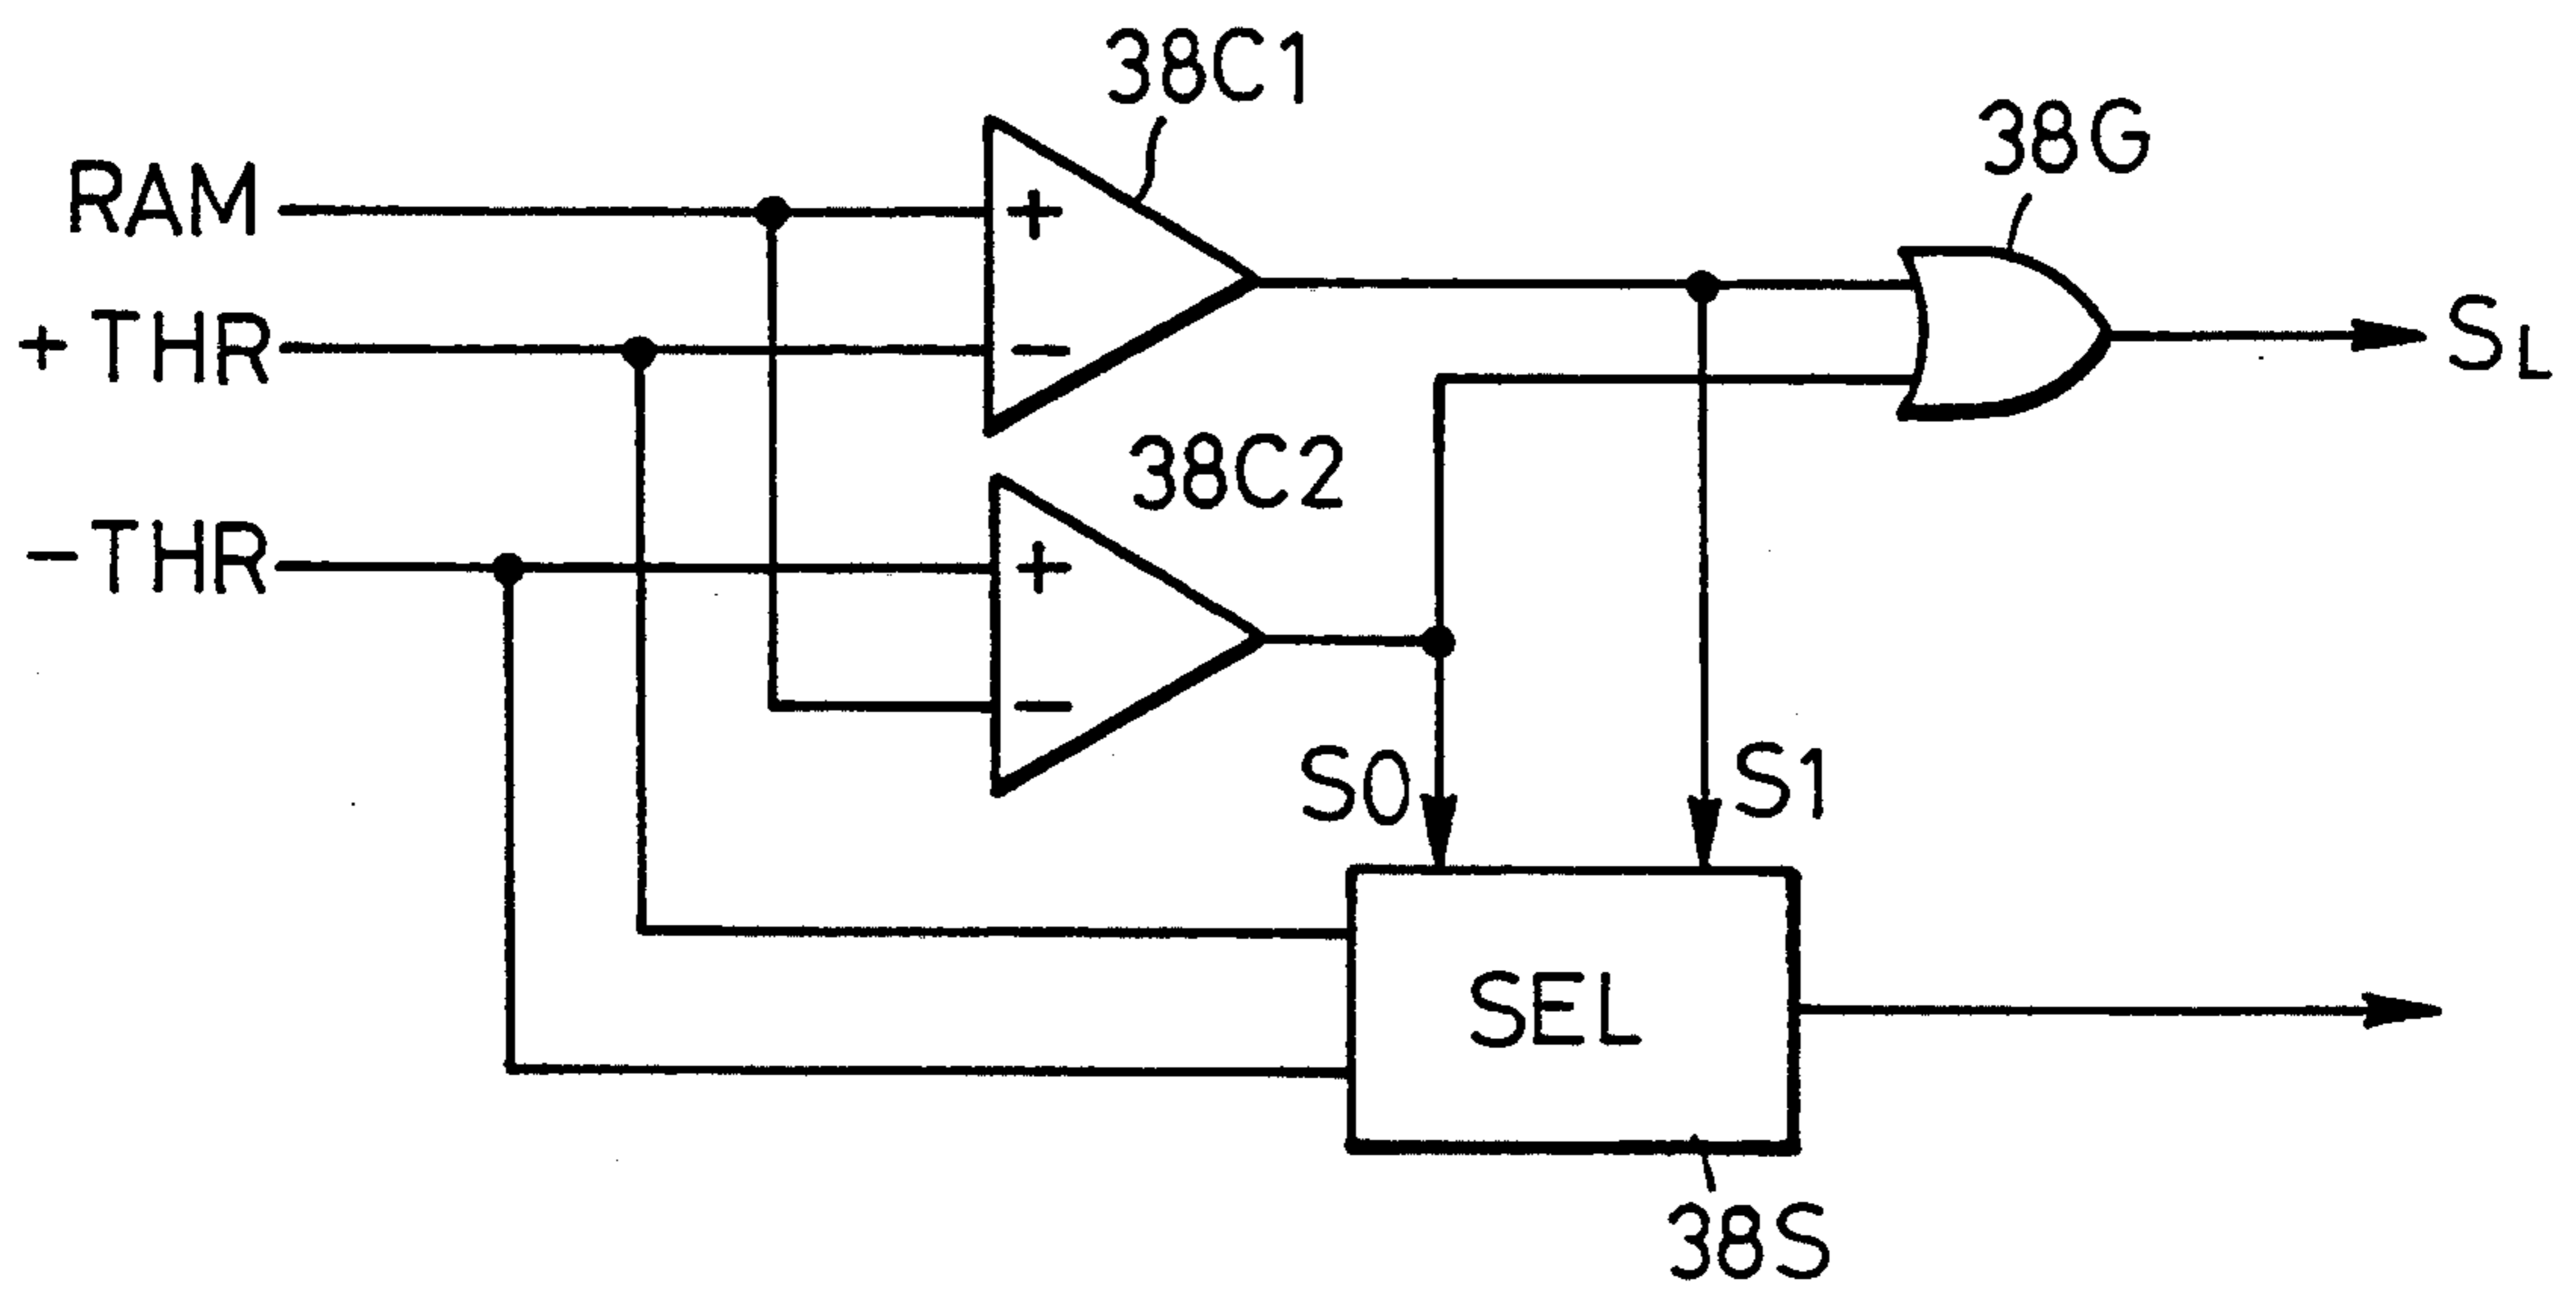 38C1
38G
RAM
+THR
SL
38C2
-THR
+
-
+
-
S0
S1
SEL
38S